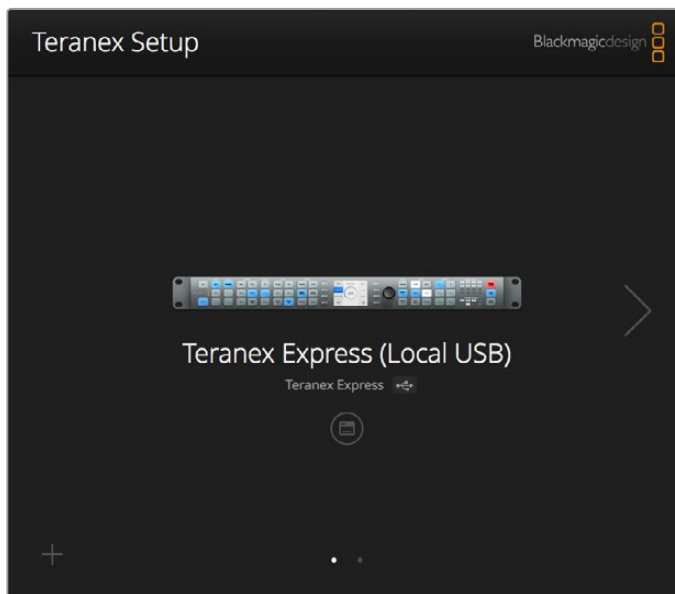 Teranex Setup
Blackmagicdesign
Teranex Express (Local USB)
Teranex Express